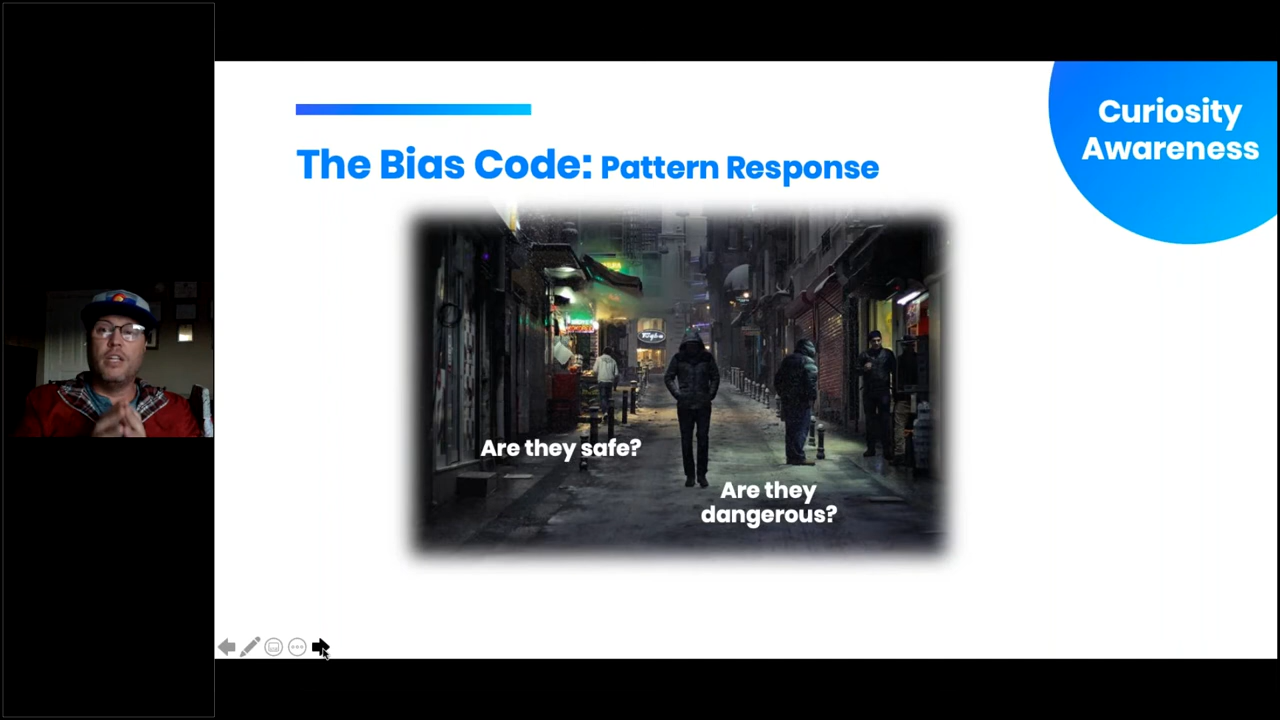 Curiosity
Awareness
The Bias Code: Pattern Response
Are they safe?
Are they
dangerous?